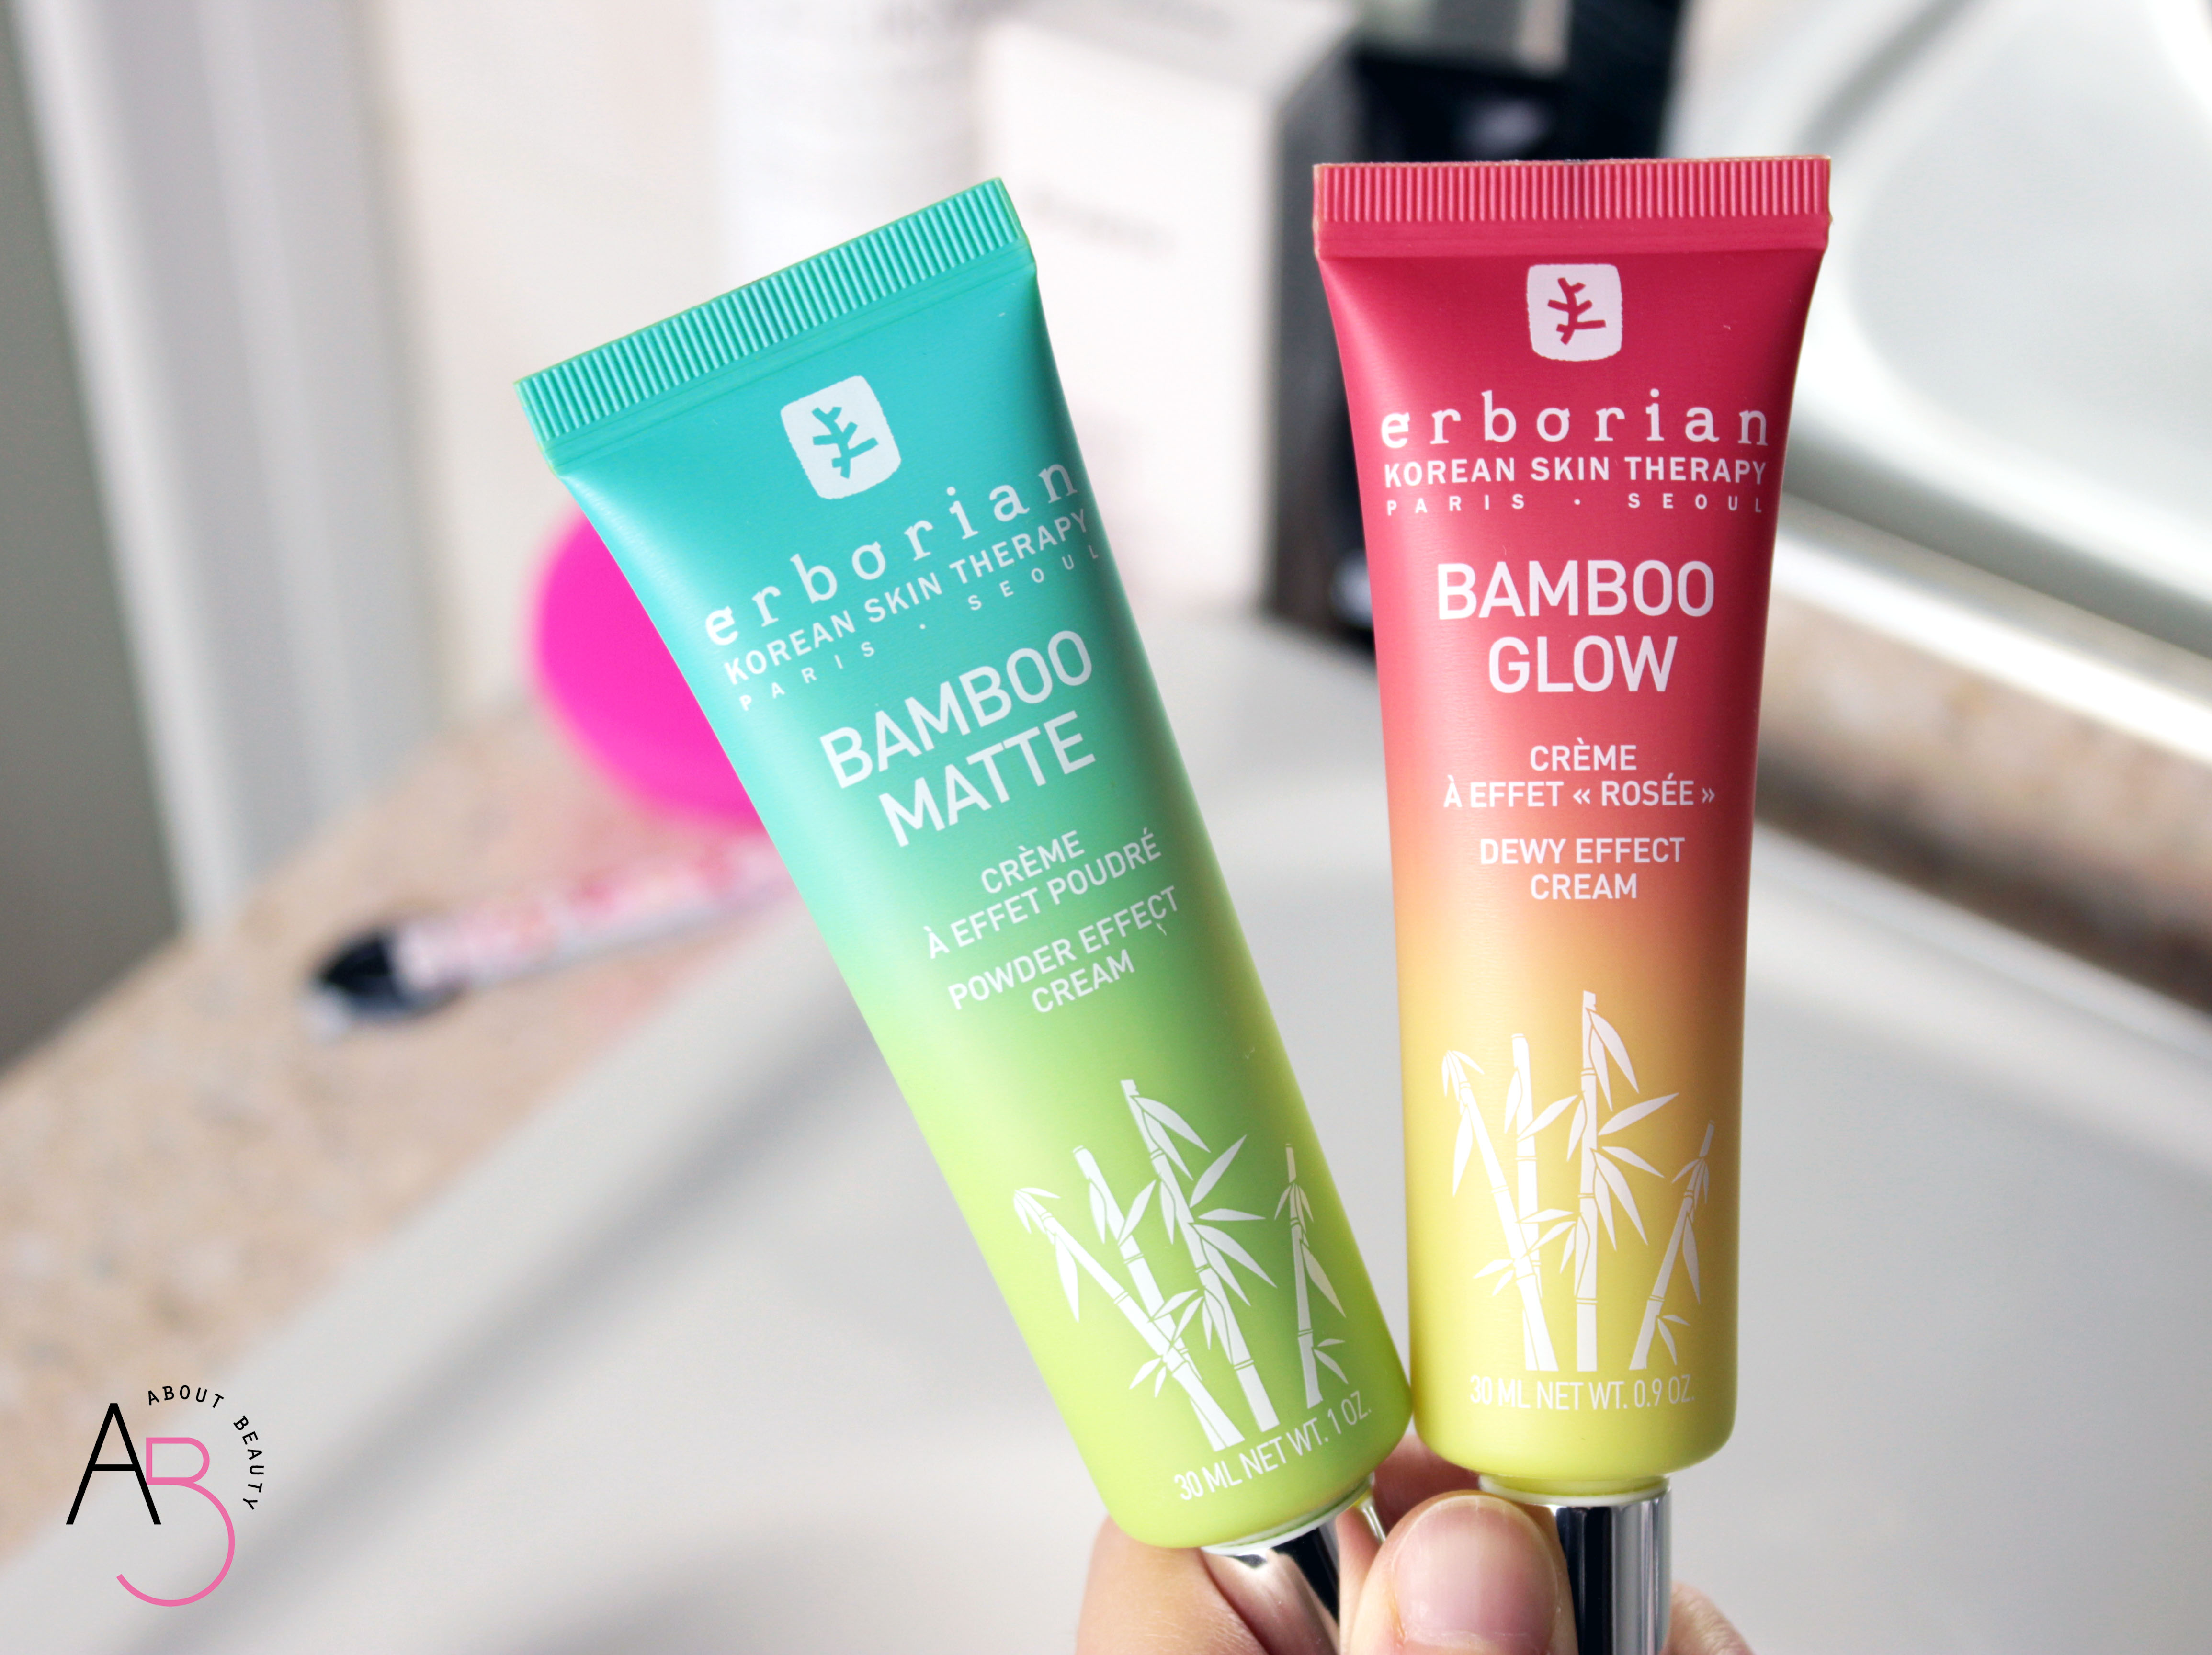 erborian
KOREAN SKIN THERAPY
PARIS · SEOUL
BAMBOO
MATTE
CRÈME
À EFFET POUDRÉ
POWDER EFFECT
CREAM
30 ML NET WT. 1 OZ.
erborian
KOREAN SKIN THERAPY
PARIS · SEOUL
BAMBOO
GLOW
CRÈME
À EFFET « ROSÉE »
DEWY EFFECT
CREAM
30 ML NET WT. 0.9 OZ.
AB
ABOUT BEAUTY